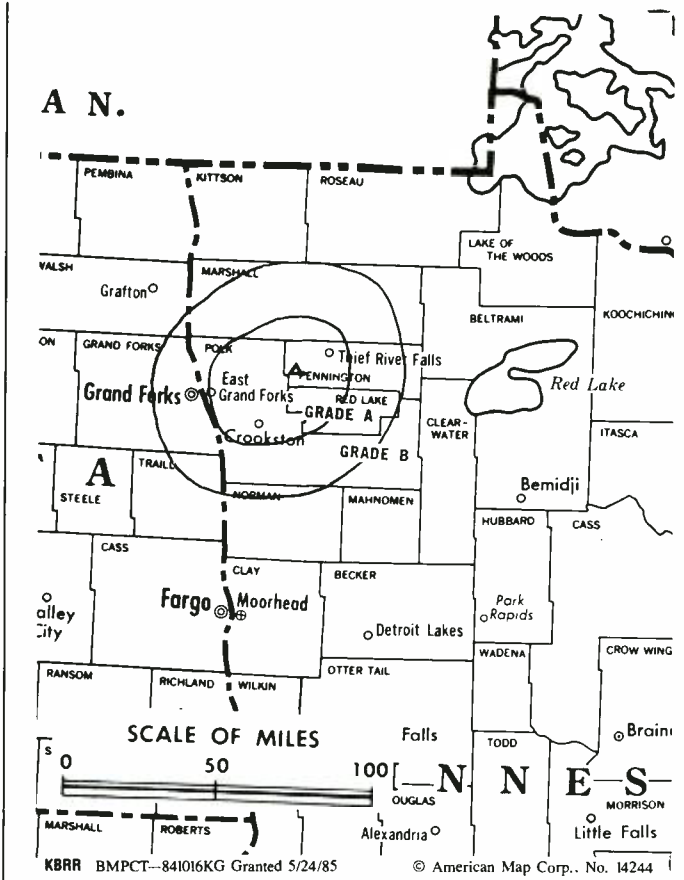 A N.
PEMBINA
KITTSON
ROSEAU
LAKE OF
THE WOODS
WALSH
MARSHALL
Grafton
BELTRAMI
KOOCHICHIN
ON
GRAND FORKS
POLK
Thief River Falls
PENNINGTON
Red Lake
East
Grand Forks
Grand Forks
RED LAKE
GRADE A
Crookston
CLEAR-
WATER
ITASCA
GRADE B
TRAILL
A
STEELE
NORMAN
MAHNOMEN
Bemidji
HUBBARD
CASS
CASS
CLAY
BECKER
Fargo
Moorhead
Park
Rapids
alley
City
Detroit Lakes
WADENA
CROW WING
RANSOM
RICHLAND
WILKIN
OTTER TAIL
SCALE OF MILES
Falls
TODD
Brain
S
0
50
100
N N E S
OUGLAS
MORRISON
MARSHALL
ROBERTS
Alexandria
Little Falls
KBRR BMPCT—841016KG Granted 5/24/85
© American Map Corp., No. 14244